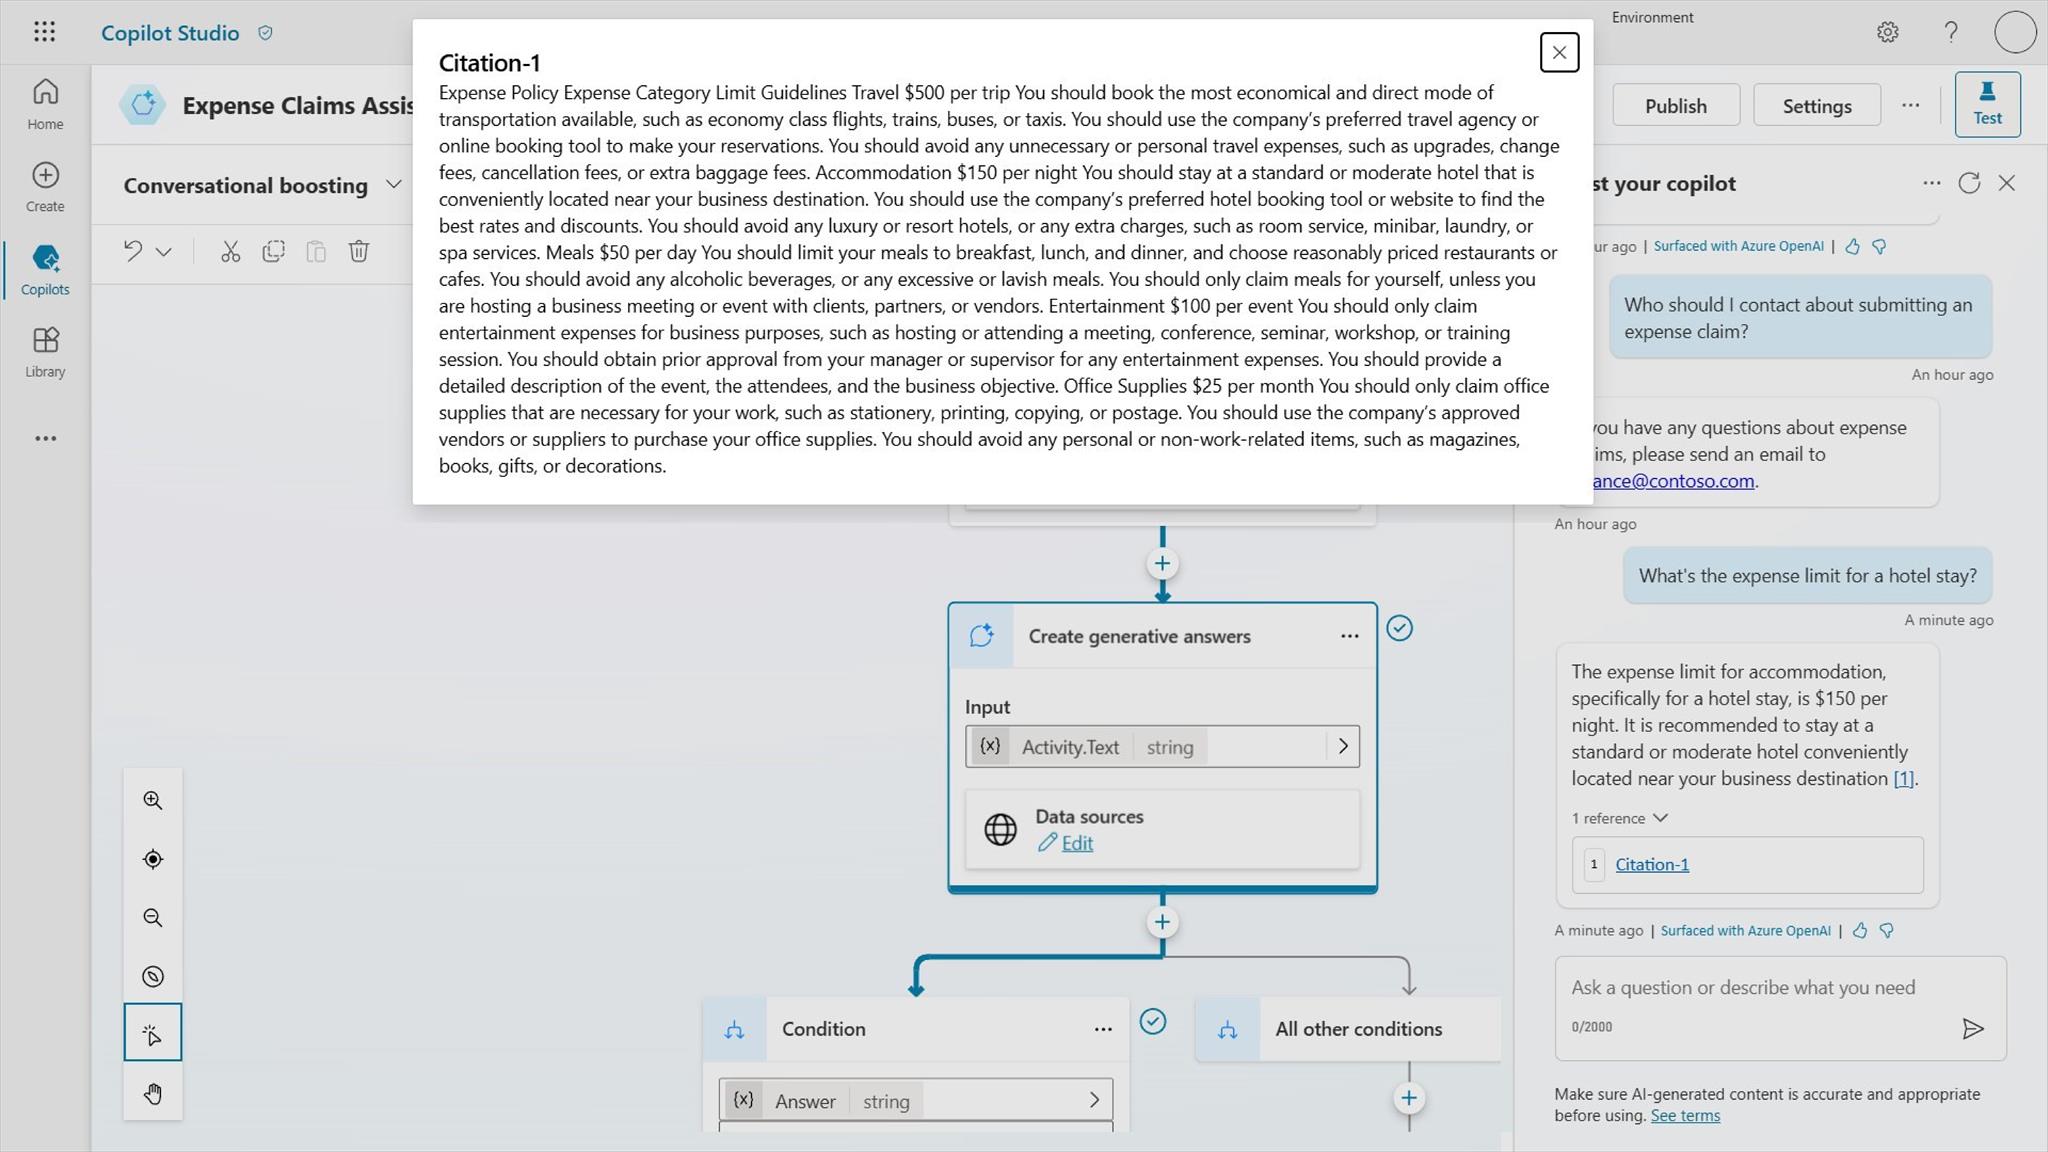 Copilot Studio
Environment
Home
Create
Copilots
Library
Expense Claims Assis
Publish
Settings
Test
Conversational boosting
Citation-1
Expense Policy Expense Category Limit Guidelines Travel $500 per trip You should book the most economical and direct mode of
transportation available, such as economy class flights, trains, buses, or taxis. You should use the company's preferred travel agency or
online booking tool to make your reservations. You should avoid any unnecessary or personal travel expenses, such as upgrades, change
fees, cancellation fees, or extra baggage fees. Accommodation $150 per night You should stay at a standard or moderate hotel that is
conveniently located near your business destination. You should use the company's preferred hotel booking tool or website to find the
best rates and discounts. You should avoid any luxury or resort hotels, or any extra charges, such as room service, minibar, laundry, or
spa services. Meals $50 per day You should limit your meals to breakfast, lunch, and dinner, and choose reasonably priced restaurants or
cafes. You should avoid any alcoholic beverages, or any excessive or lavish meals. You should only claim meals for yourself, unless you
are hosting a business meeting or event with clients, partners, or vendors. Entertainment $100 per event You should only claim
entertainment expenses for business purposes, such as hosting or attending a meeting, conference, seminar, workshop, or training
session. You should obtain prior approval from your manager or supervisor for any entertainment expenses. You should provide a
detailed description of the event, the attendees, and the business objective. Office Supplies $25 per month You should only claim office
supplies that are necessary for your work, such as stationery, printing, copying, or postage. You should use the company's approved
vendors or suppliers to purchase your office supplies. You should avoid any personal or non-work-related items, such as magazines,
books, gifts, or decorations.
Create generative answers
Input
{x} Activity.Text string
Data sources
Edit
Condition
{x} Answer string
All other conditions
st your copilot
ur ago | Surfaced with Azure OpenAI |
Who should I contact about submitting an
expense claim?
An hour ago
you have any questions about expense
ims, please send an email to
ance@contoso.com.
An hour ago
What's the expense limit for a hotel stay?
A minute ago
The expense limit for accommodation,
specifically for a hotel stay, is $150 per
night. It is recommended to stay at a
standard or moderate hotel conveniently
located near your business destination [1].
1 reference
1 Citation-1
A minute ago | Surfaced with Azure OpenAI |
Ask a question or describe what you need
0/2000
Make sure AI-generated content is accurate and appropriate
before using. See terms